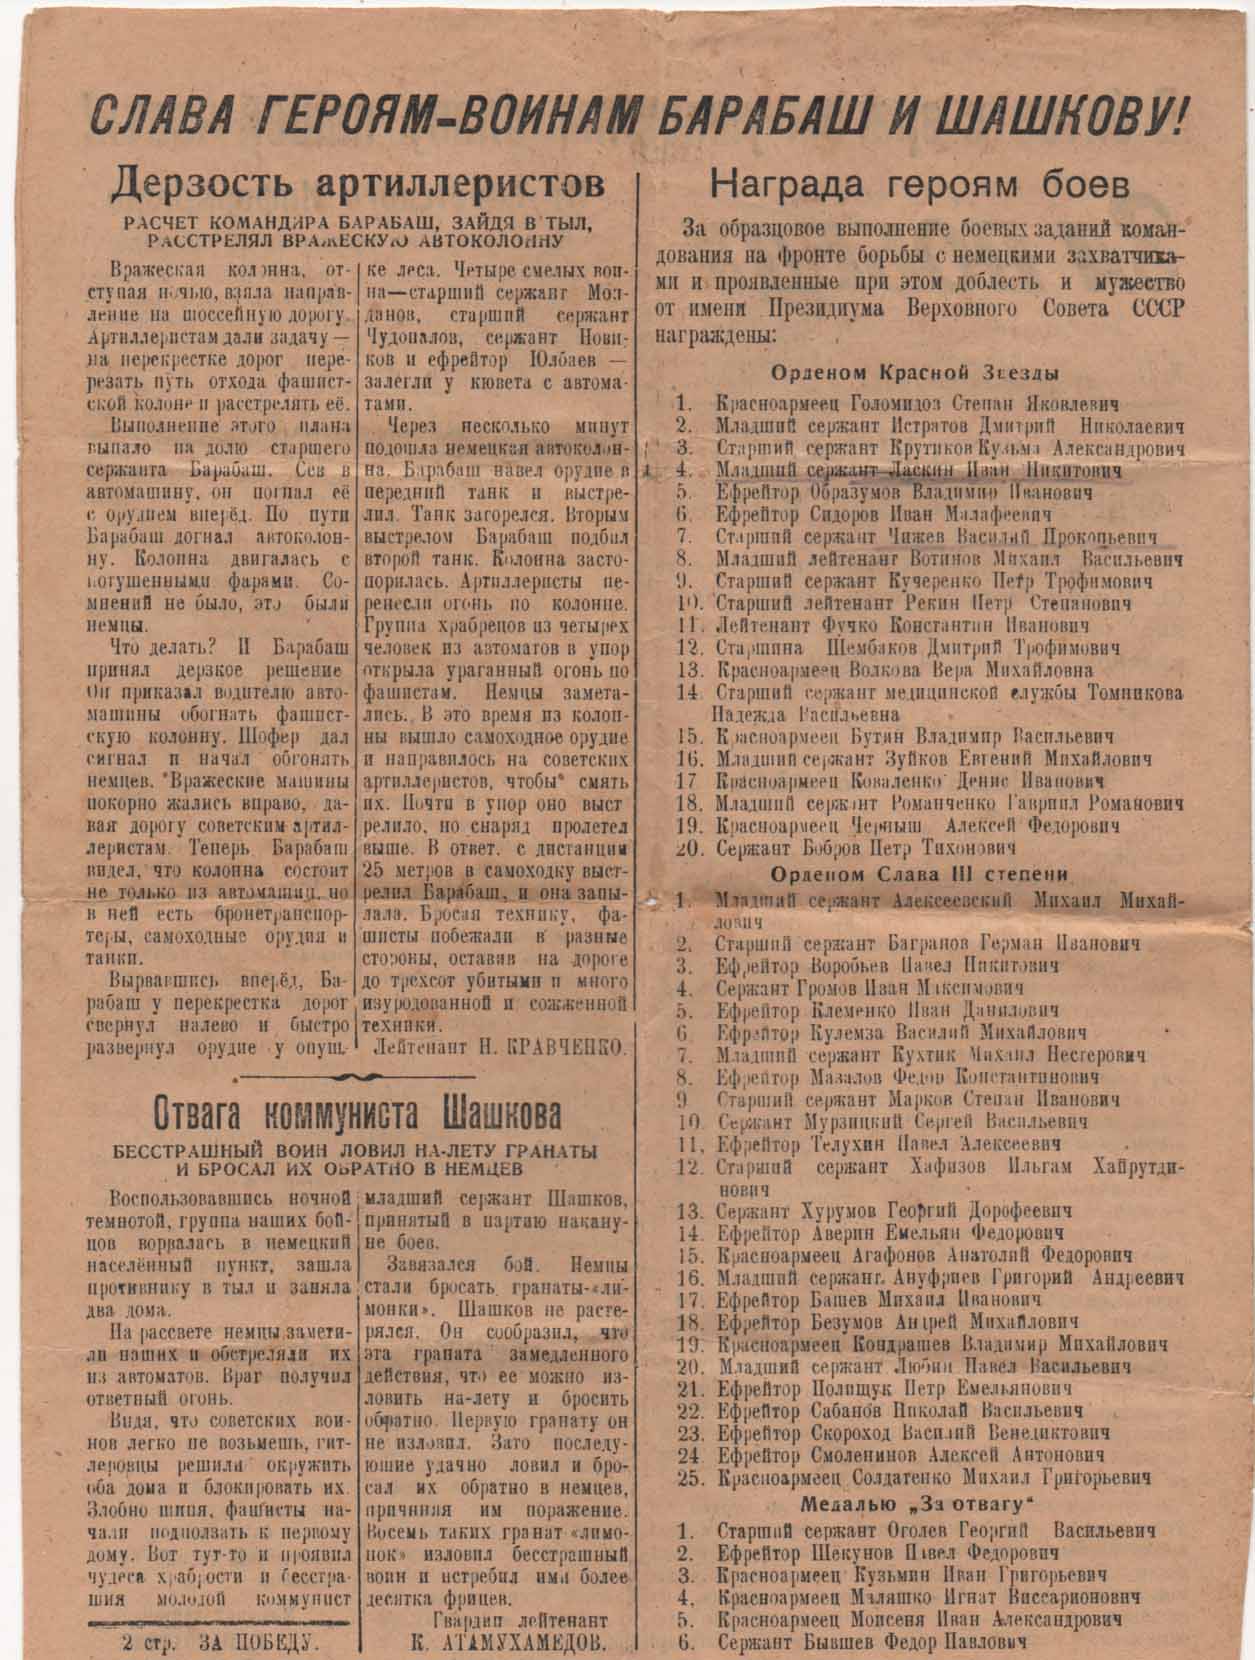 СЛАВА ГЕРОЯМ-ВОИНАМ БАРАБАШ И ШАШКОВУ!
Дерзость артиллеристов
РАСЧЕТ КОМАНДИРА БАРАБАШ, ЗАЙДЯ В ТЫЛ,
РАССТРЕЛЯЛ ВРАЖЕСКУЮ АВТОКОЛОННУ
Вражеская колонна, от-
ступая ночью, взяла направ-
ление на шоссейную дорогу.
Артиллеристам дали задачу —
на перекрестке дорог пере-
резать путь отхода фашист-
ской колоне и расстрелять её.
Выполнение этого плана
выпало на долю старшего
сержанта Барабаш. Сев в
автомашину, он погнал её
с орудием вперёд. По пути
Барабаш догнал автоколон-
ну. Колонна двигалась с
погушенными фарами. Со-
мнений не было, это были
немцы.
Что делать? И Барабаш
принял дерзкое решение
Он приказал водителю авто-
машины обогнать фашист-
скую колонну. Шофер дал
сигнал и начал обгонять
немцев. Вражеские машины
покорно жались вправо, да-
вая дорогу советским артил-
леристам. Теперь Барабаш
видел, что колонна состоит
не только из автомашин, но
в ней есть бронетранспор-
теры, самоходные орудия и
танки.
Вырвавшись вперёд, Ба-
рабаш у перекрестка дорог
свернул налево и быстро
развернул орудие у опуш-
ке леса. Четыре смелых вои-
на—старший сержант Мол-
данов, старший сержант
Чудопалов, сержант Нови-
ков и ефрейтор Юлбаев —
залегли у кювета с автома-
тами.
Через несколько минут
подошла немецкая автоколон-
на. Барабаш навел орудие в
передний танк и выстре-
лил. Танк загорелся. Вторым
выстрелом Барабаш подбил
второй танк. Колонна засто-
порилась. Артиллеристы пе-
ренесли огонь по колонне.
Группа храбрецов из четырех
человек из автоматов в упор
открыла ураганный огонь по
фашистам. Немцы замета-
лись. В это время из колон-
ны вышло самоходное орудие
и направилось на советских
артиллеристов, чтобы смять
их. Почти в упор оно выст
релило, но снаряд пролетел
выше. В ответ с дистанции
25 метров в самоходку выст-
релил Барабаш, и она запы-
лала. Бросая технику, фа-
шисты побежали в разные
стороны, оставив на дороге
до трехсот убитыми и много
изуродованной и сожженной
техники.
Лейтенант Н. КРАВЧЕНКО.
Отвага коммуниста Шашкова
БЕССТРАШНЫЙ ВОИН ЛОВИЛ НА-ЛЕТУ ГРАНАТЫ
И БРОСАЛ ИХ ОБРАТНО В НЕМЦЕВ
Воспользовавшись ночной
темнотой, группа наших бой-
цов ворвалась в немецкий
населённый пункт, зашла
противнику в тыл и заняла
два дома.
На рассвете немцы замети-
ли наших и обстреляли их
из автоматов. Враг получил
ответный огонь.
Видя, что советских вои-
нов легко не возьмешь, гит-
леровцы решили окружить
оба дома и блокировать их.
Злобно шипя, фашисты на-
чали подползать к первому
дому. Вот тут-то и проявил
чудеса храбрости и бесстра-
шия молодой коммунист
младший сержант Шашков,
принятый в партию накану-
не боев.
Завязался бой. Немцы
стали бросать гранаты-«ли-
монки». Шашков не расте-
рялся. Он сообразил, что
эта граната замедленного
действия, что ее можно из-
ловить на-лету и бросить
обратно. Первую гранату он
не изловил. Зато последу-
ющие удачно ловил и бро-
сал их обратно в немцев,
причиняя им поражение.
Восемь таких гранат «лимо-
нок» изловил бесстрашный
воин и истребил ими более
десятка фрицев.
Гвардии лейтенант
К. АТАМУХАМЕДОВ.
2 стр. ЗА ПОБЕДУ.
Награда героям боев
За образцовое выполнение боевых заданий коман-
дования на фронте борьбы с немецкими захватчика-
ми и проявленные при этом доблесть и мужество
от имени Президиума Верховного Совета СССР
награждены:
Орденом Красной Звезды
1. Красноармеец Голомидоз Степан Яковлевич
2. Младший сержант Истратов Дмитрий Николаевич
3. Старший сержант Крутиков Кузьма Александрович
4. Младший сержант Ласкин Иван Никитович
5. Ефрейтор Образумов Владимир Иванович
6. Ефрейтор Сидоров Иван Малафеевич
7. Старший сержант Чижев Василий Прокопьевич
8. Младший лейтенант Вотинов Михаил Васильевич
9. Старший сержант Кучеренко Петр Трофимович
10. Старший лейтенант Рекин Петр Степанович
11. Лейтенант Фучко Константин Иванович
12. Старшина Шембаков Дмитрий Трофимович
13. Красноармеец Волкова Вера Михайловна
14. Старший сержант медицинской службы Томникова
Надежда Васильевна
15. Красноармеец Бутян Владимир Васильевич
16. Младший сержант Зуйков Евгений Михайлович
17 Красноармеец Коваленко Денис Иванович
18. Младший сержант Романченко Гавриил Романович
19. Красноармеец Черныш Алексей Федорович
20. Сержант Бобров Петр Тихонович
Орденом Слава III степени
1. Младший сержант Алексеевский Михаил Михай-
лович
2. Старший сержант Багранов Герман Иванович
3. Ефрейтор Воробьев Павел Никитович
4. Сержант Громов Иван Максимович
5. Ефрейтор Клеменко Иван Данилович
6 Ефрейтор Кулемза Василий Михайлович
7. Младший сержант Кухтик Михаил Нестерович
8. Ефрейтор Мазалов Федор Константинович
9 Старший сержант Марков Степан Иванович
10. Сержант Мурзицкий Сергей Васильевич
11, Ефрейтор Телухин Павел Алексеевич
12. Старший сержант Хафизов Ильгам Хайрутди-
нович
13. Сержант Хурумов Георгий Дорофеевич
14. Ефрейтор Аверин Емельян Федорович
15. Красноармеец Агафонов Анатолий Федорович
16. Младший сержант Ануфриев Григорий Андреевич
17. Ефрейтор Башев Михаил Иванович
18. Ефрейтор Безумов Андрей Михайлович
19. Красноармеец Кондрашев Владимир Михайлович
20. Младший сержант Любин Павел Васильевич
21. Ефрейтор Полищук Петр Емельянович
22. Ефрейтор Сабанов Николай Васильевич
23. Ефрейтор Скороход Василий Венедиктович
24 Ефрейтор Смоленинов Алексей Антонович
25. Красноармеец Солдатенко Михаил Григорьевич
Медалью „За отвагу“
1. Старший сержант Оголев Георгий Васильевич
2. Ефрейтор Шекунов Павел Федорович
3. Красноармеец Кузьмин Иван Григорьевич
4, Красноармеец Маляшко Игнат Виссарионович
5. Красноармеец Моисеня Иван Александрович
6. Сержант Бывшев Федор Павлович